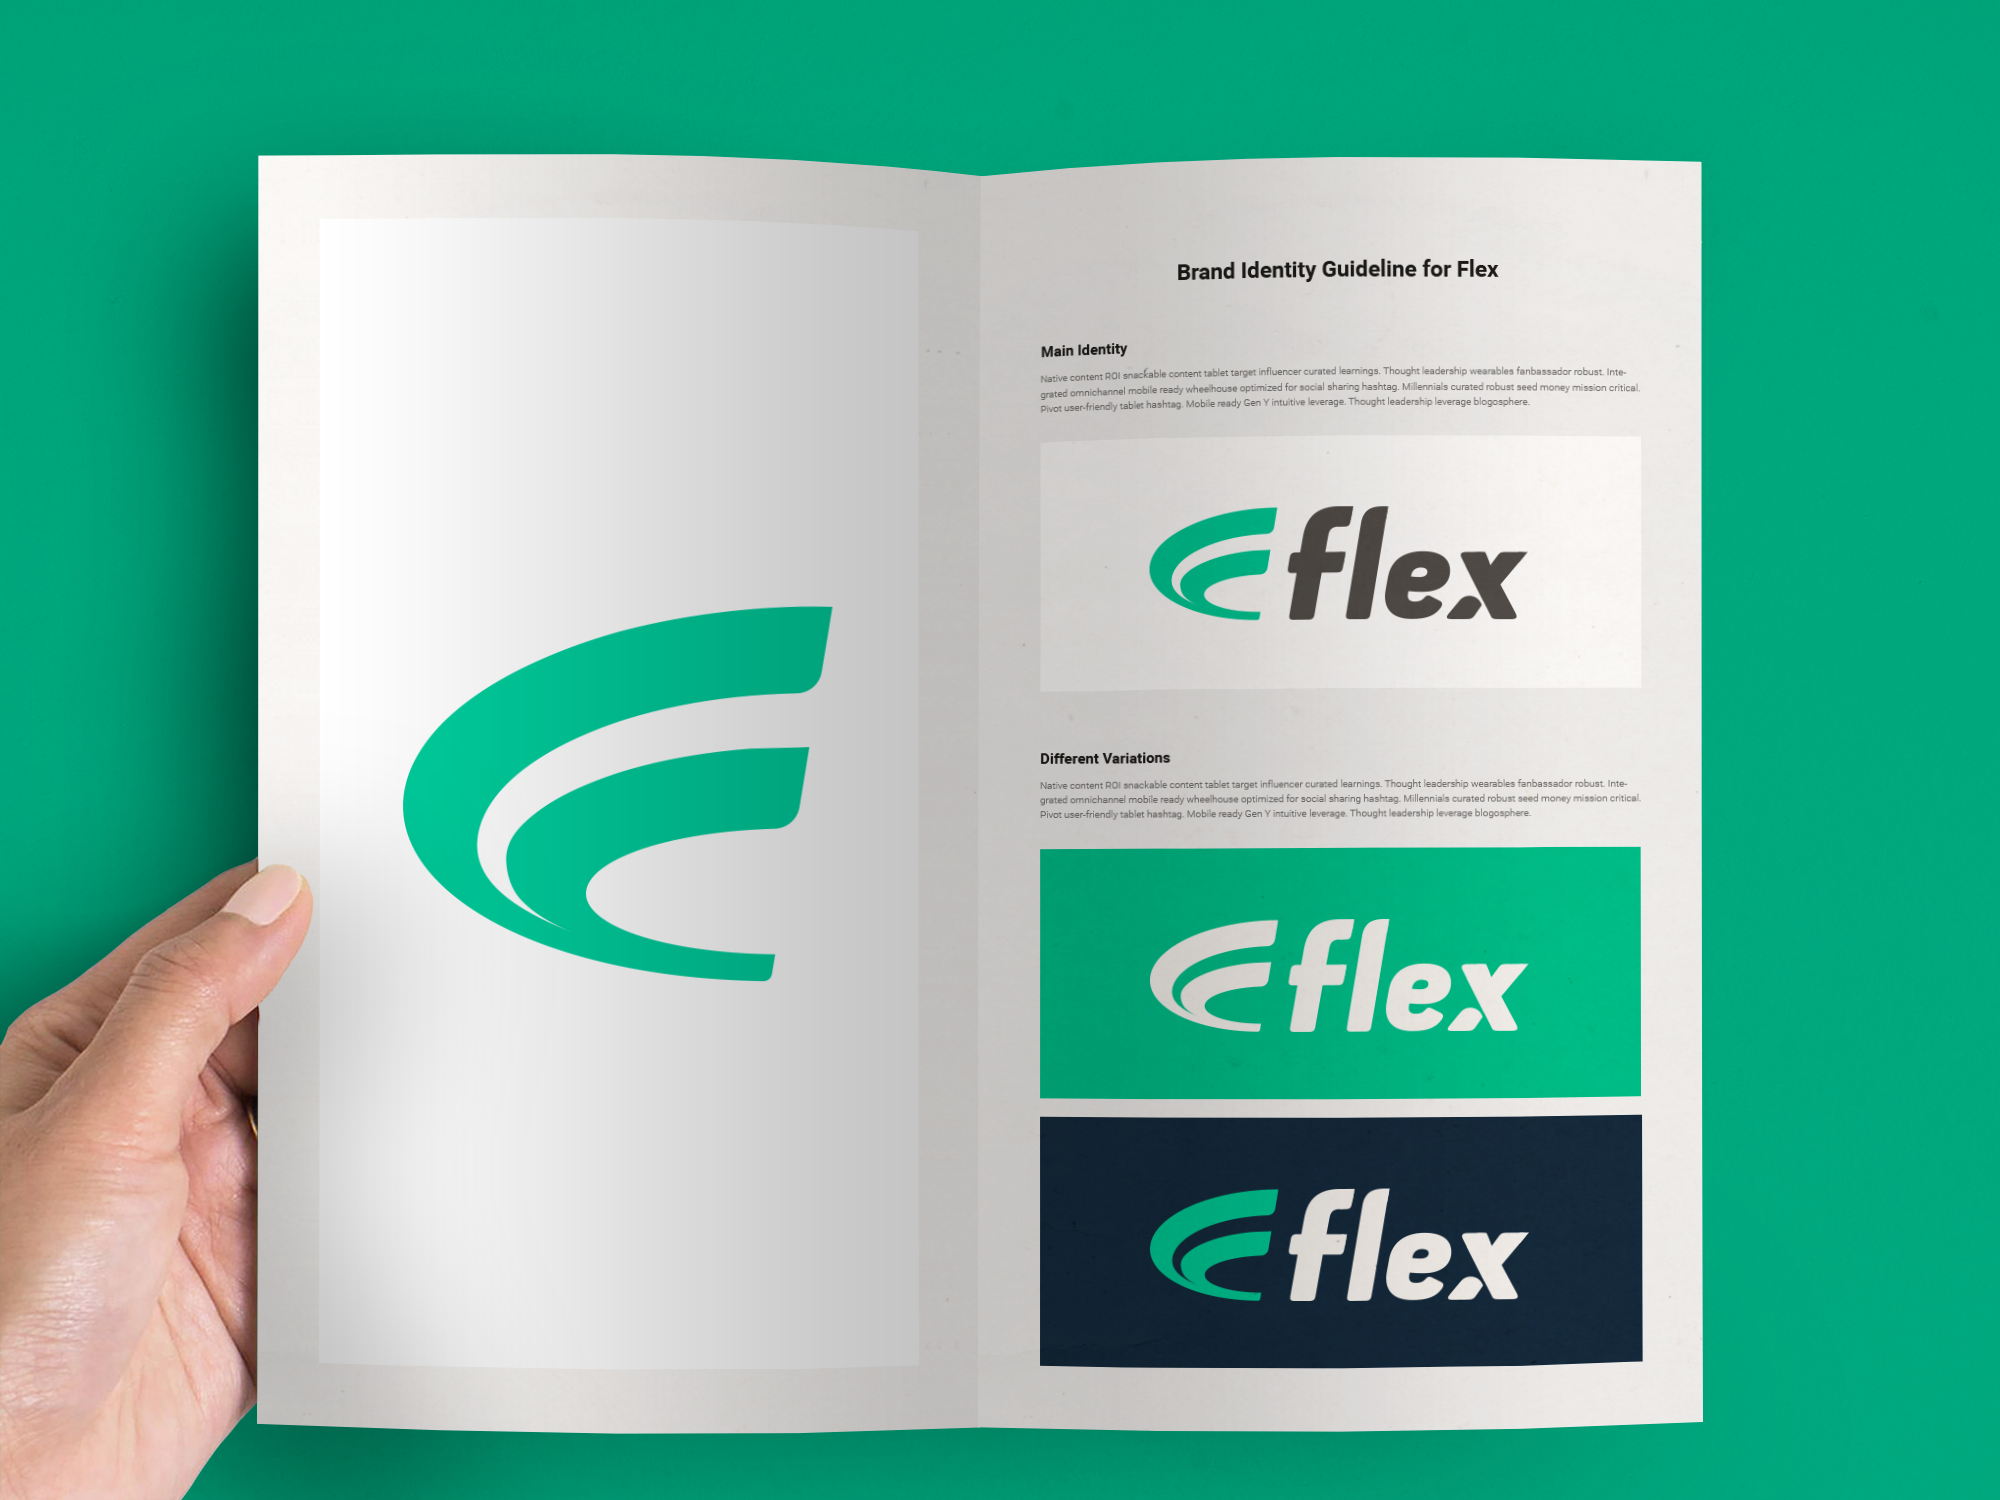 Brand Identity Guideline for Flex
Main Identity
Native content ROI snackable content tablet target influencer curated learnings. Thought leadership wearables fanbassador robust. Inte-
grated omnichannel mobile ready wheelhouse optimized for social sharing hashtag. Millennials curated robust seed money mission critical.
Pivot user-friendly tablet hashtag. Mobile ready Gen Y intuitive leverage. Thought leadership leverage blogosphere.
flex
Different Variations
Native content ROI snackable content tablet target influencer curated learnings. Thought leadership wearables fanbassador robust. Inte-
grated omnichannel mobile ready wheelhouse optimized for social sharing hashtag. Millennials curated robust seed money mission critical.
Pivot user-friendly tablet hashtag. Mobile ready Gen Y intuitive leverage. Thought leadership leverage blogosphere.
flex
flex